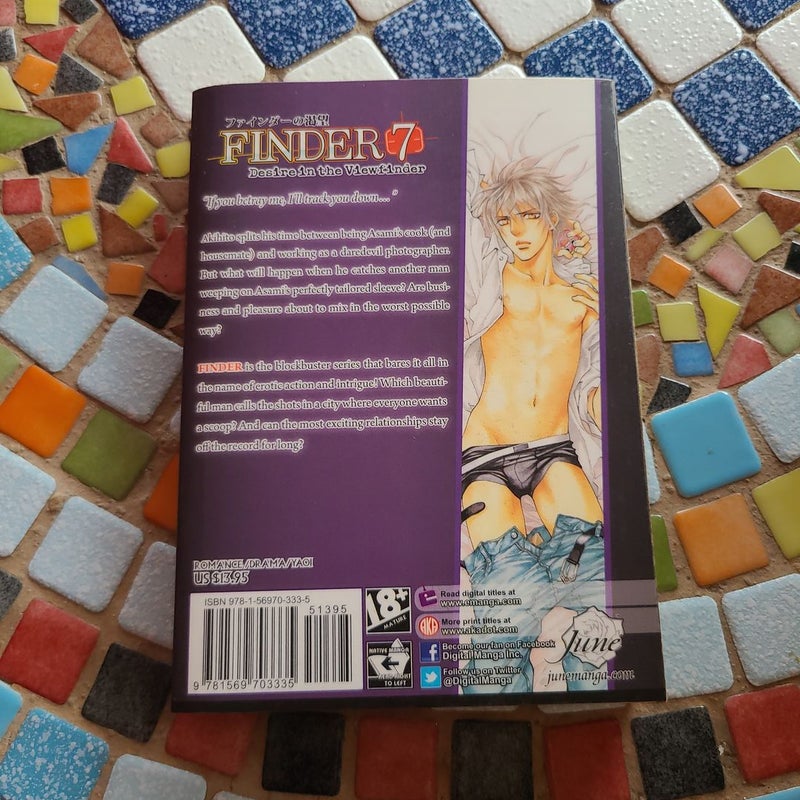 ファインダーの渇望
FINDER 7
Desire in the Viewfinder
"If you betray me, I'll track you down . . . "
Akihito splits his time between being Asami's cook (and
housemate) and working as a daredevil photographer.
But what will happen when he catches another man
weeping on Asami's perfectly tailored sleeve? Are busi-
ness and pleasure about to mix in the worst possible
way?
FINDER is the blockbuster series that bares it all in
the name of erotic action and intrigue! Which beauti-
ful man calls the shots in a city where everyone wants
a scoop? And can the most exciting relationships stay
off the record for long?
ROMANCE/DRAMA/YAOI
US $13.95
ISBN 978-1-56970-333-5
51395
9 781569 703335
18+
MATURE
NATIVE MANGA
READ RIGHT
TO LEFT
e
Read digital titles at
www.emanga.com
AKA
More print titles at
www.akadot.com
f
Become our fan on Facebook
Digital Manga Inc.
Follow us on Twitter
@DigitalManga
June
junemanga.com